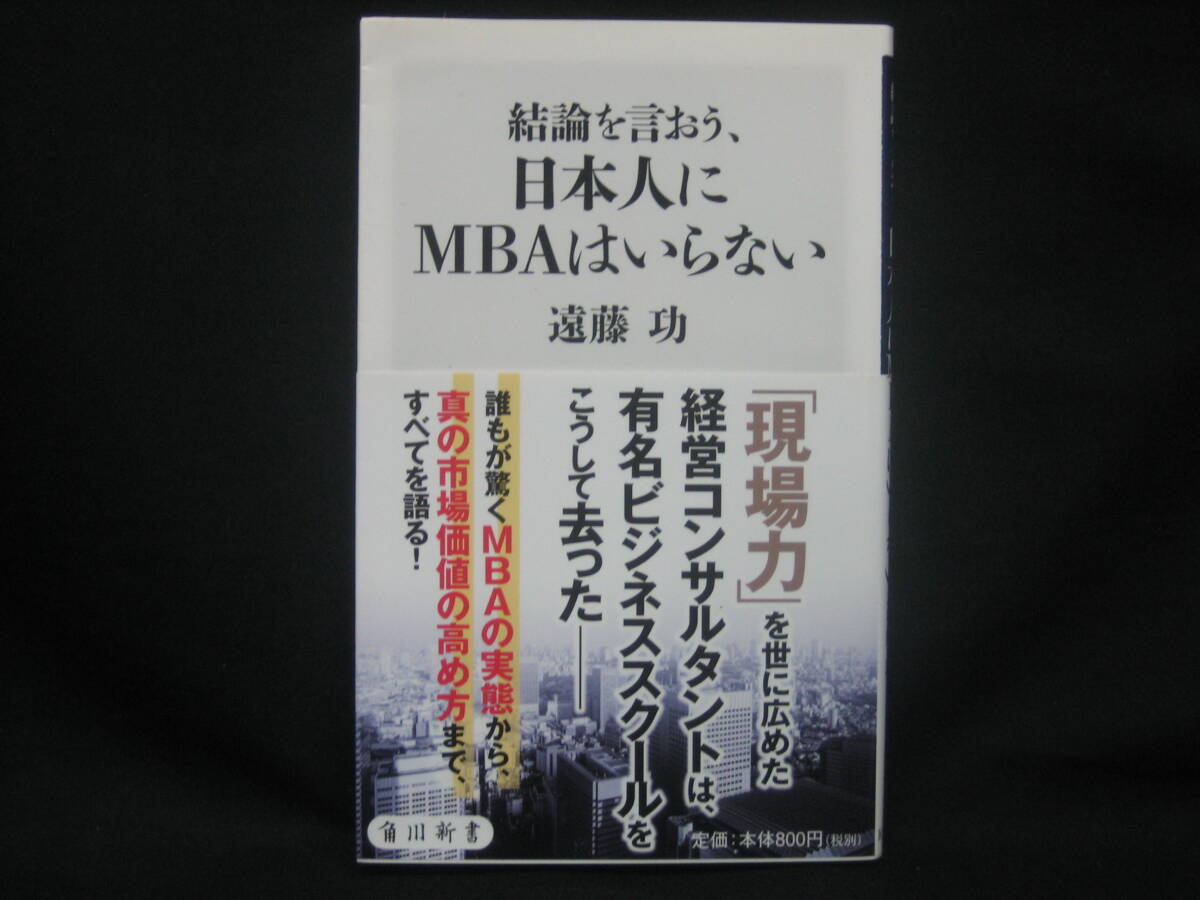 結論を言おう、
日本人に
MBAはいらない
遠藤 功
「現場力」を世に広めた
経営コンサルタントは、
有名ビジネススクールを
こうして去った――
誰もが驚くMBAの実態から、
真の市場価値の高め方まで、
すべてを語る!
角川新書
定価:本体800円(税別)